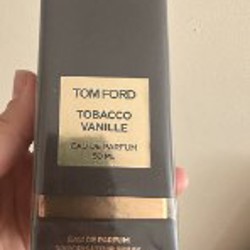 TOM FORD
TOBACCO
VANILLE
EAU DE PARFUM
50 ML
EAU DE PARFUM